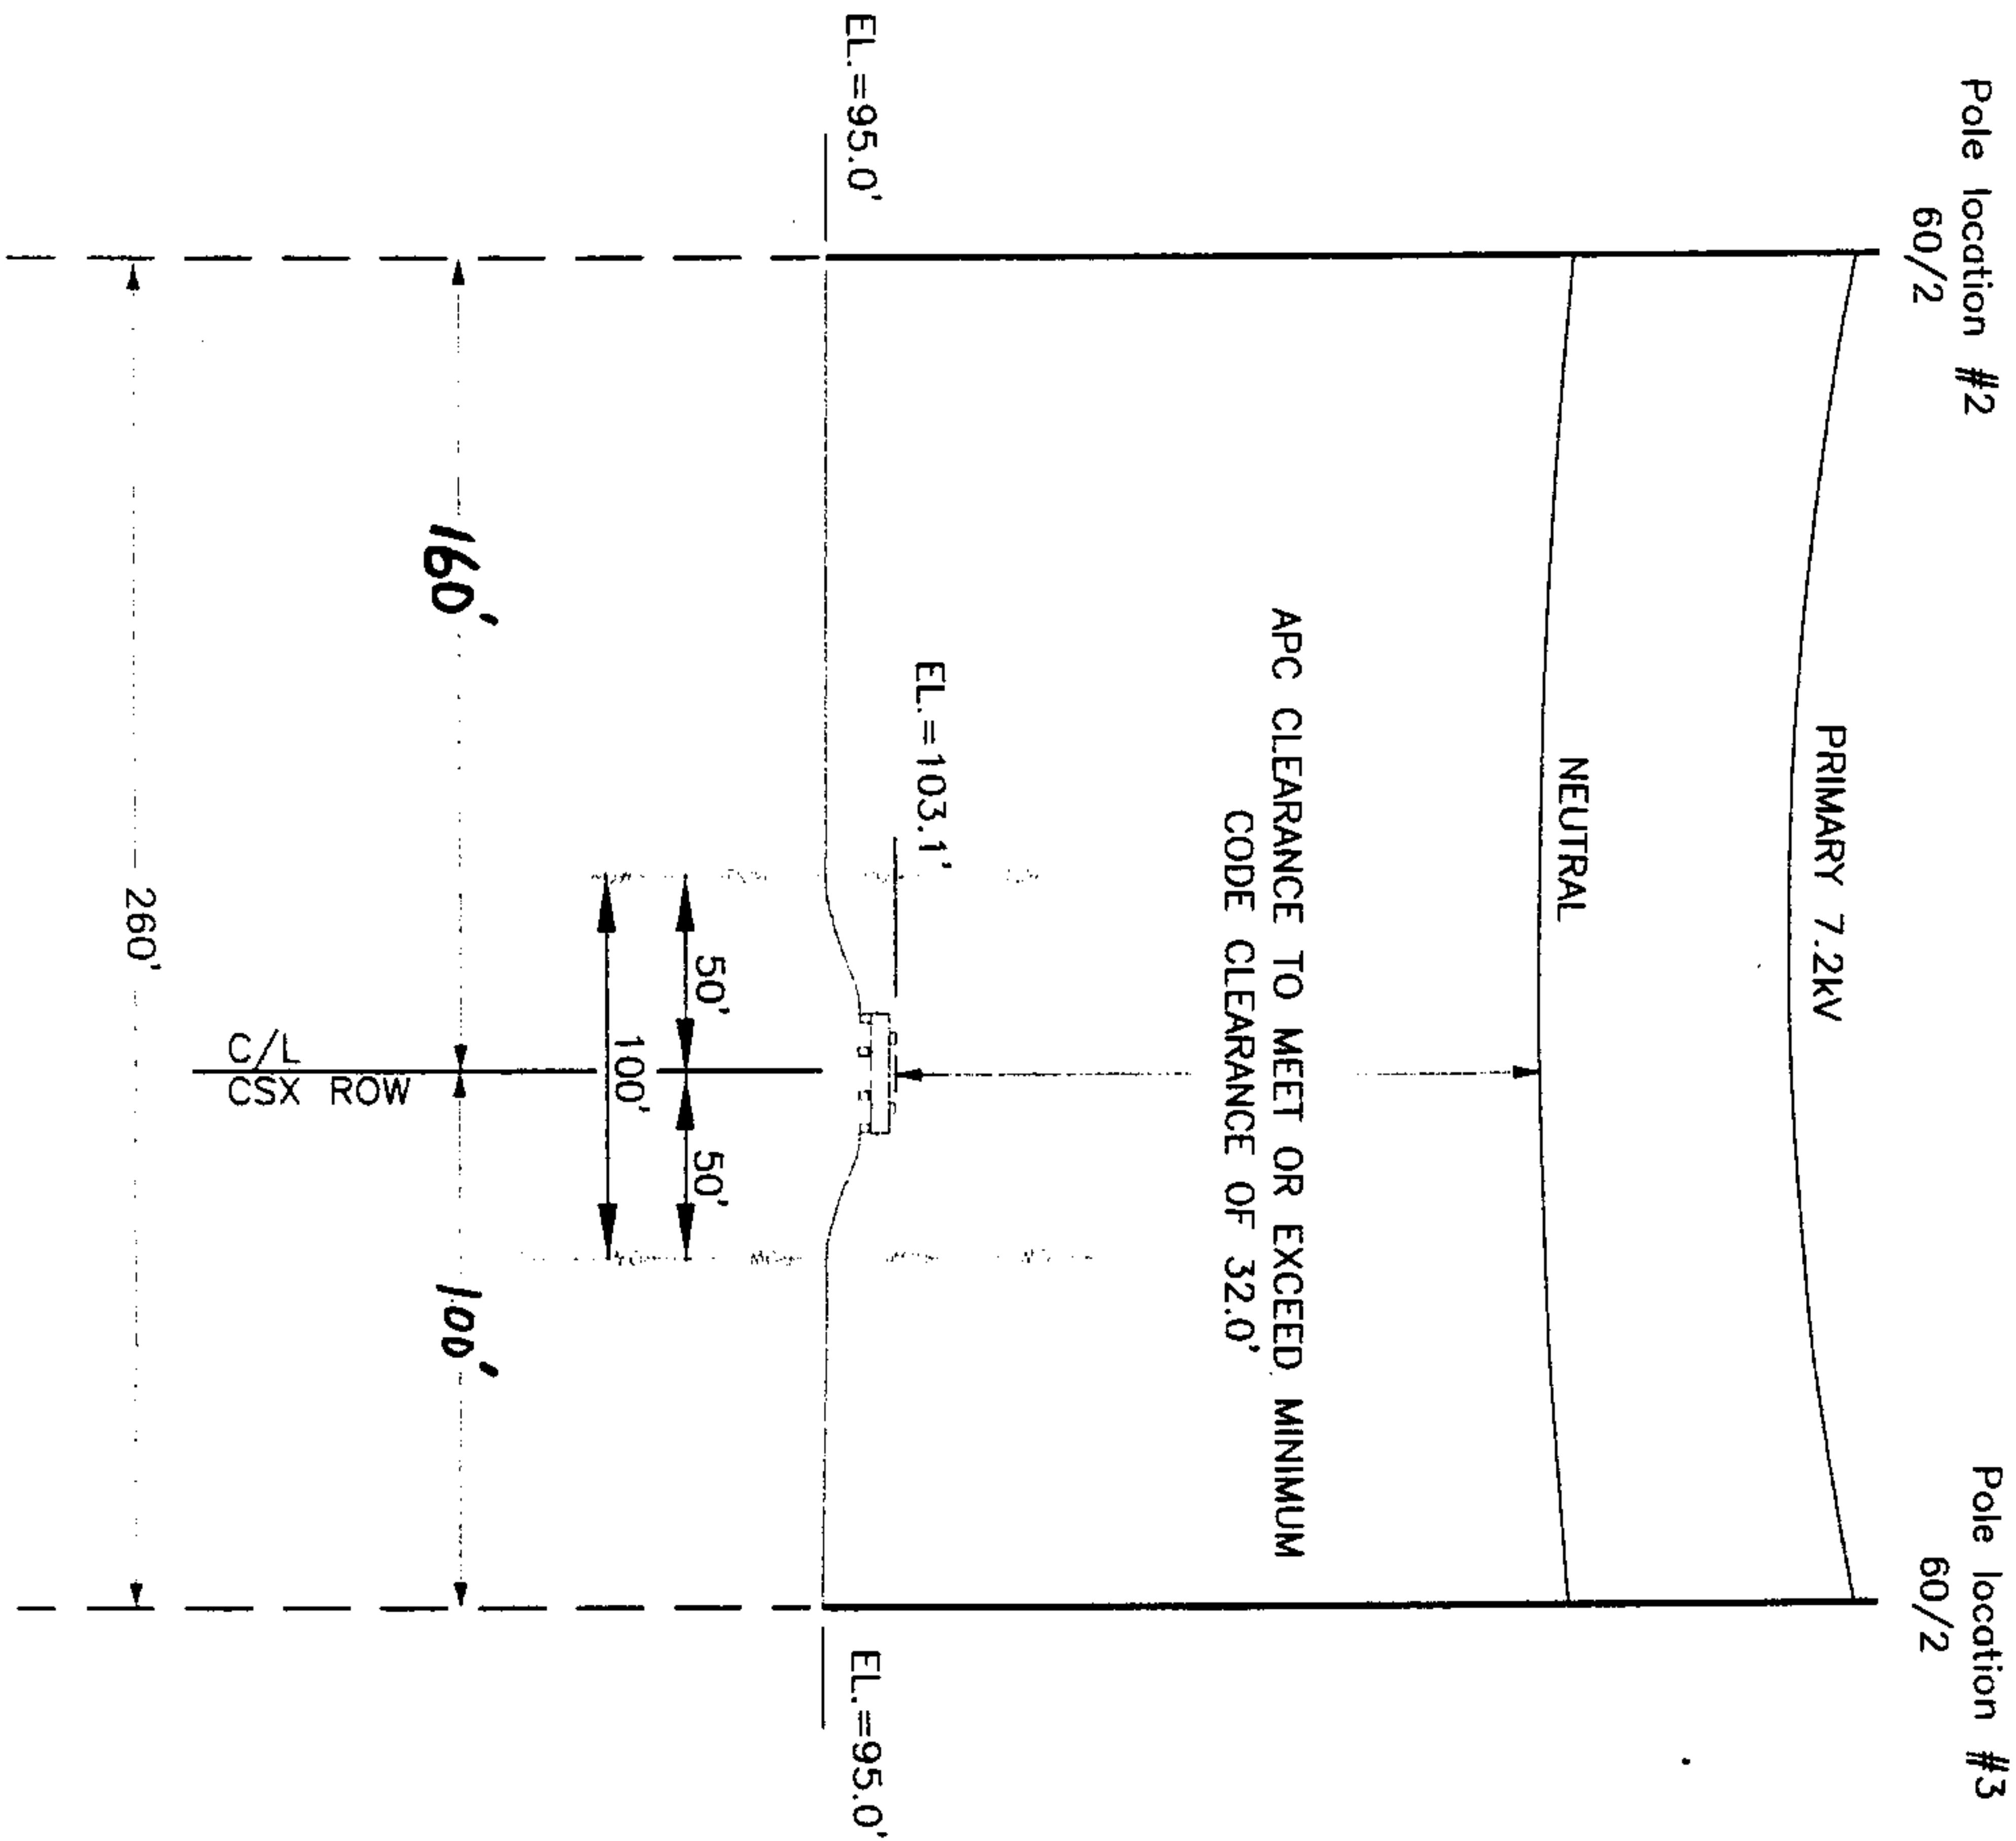 Pole location #2
60/2
Pole location #3
60/2
PRIMARY 7.2kV
NEUTRAL
APC CLEARANCE TO MEET OR EXCEED MINIMUM
CODE CLEARANCE OF 32.0'
EL.=103.1'
EL.=95.0'
EL.=95.0'
50'
50'
100'
160'
100'
C/L
CSX ROW
260'